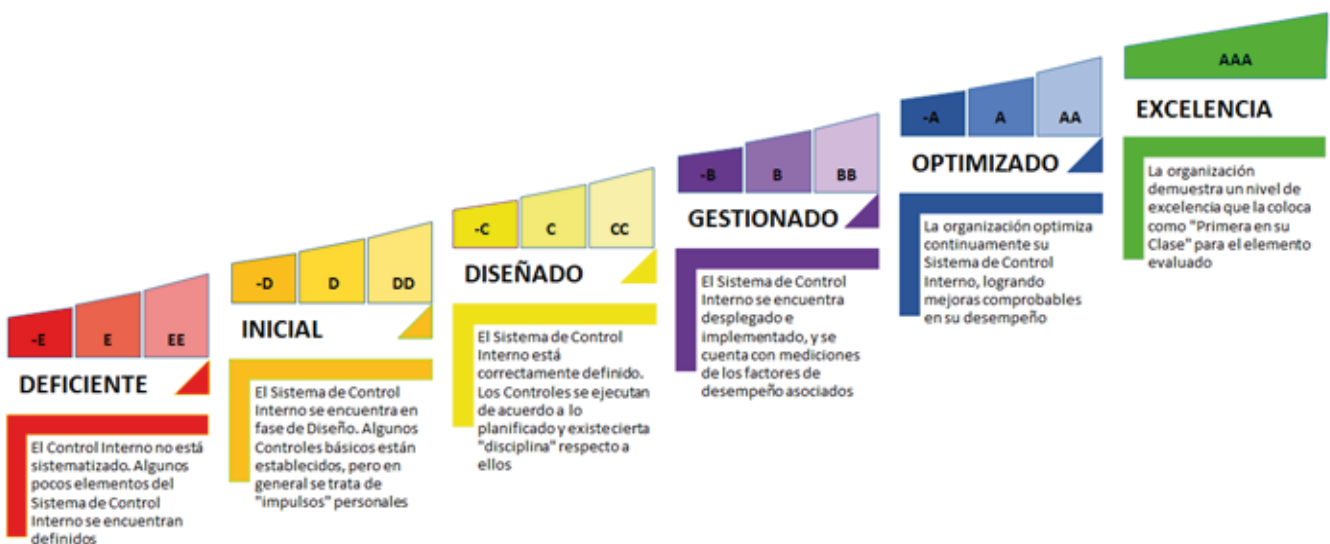 -E
E
EE
DEFICIENTE
El Control Interno no está
sistematizado. Algunos
pocos elementos del
Sistema de Control
Interno se encuentran
definidos
-D
D
DD
INICIAL
El Sistema de Control
Interno se encuentra en
fase de Diseño. Algunos
Controles básicos están
establecidos, pero en
general se trata de
"impulsos" personales
-C
C
CC
DISEÑADO
El Sistema de Control
Interno está
correctamente definido.
Los Controles se ejecutan
de acuerdo a lo
planificado y existe cierta
"disciplina" respecto a
ellos
-B
B
BB
GESTIONADO
El Sistema de Control
Interno se encuentra
desplegado e
implementado, y se
cuenta con mediciones
de los factores de
desempeño asociados
-A
A
AA
OPTIMIZADO
La organización optimiza
continuamente su
Sistema de Control
Interno, logrando
mejoras comprobables
en su desempeño
AAA
EXCELENCIA
La organización
demuestra un nivel de
excelencia que la coloca
como "Primera en su
Clase" para el elemento
evaluado